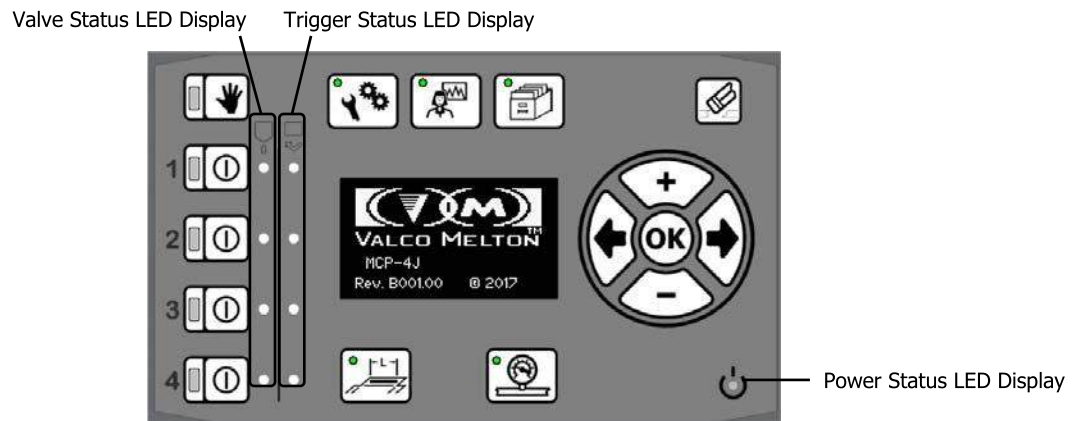 Valve Status LED Display
Trigger Status LED Display
1
2
3
4
VALCO MELTON™
MCP-4J
Rev. B001.00 © 2017
+
OK
-
L
Power Status LED Display